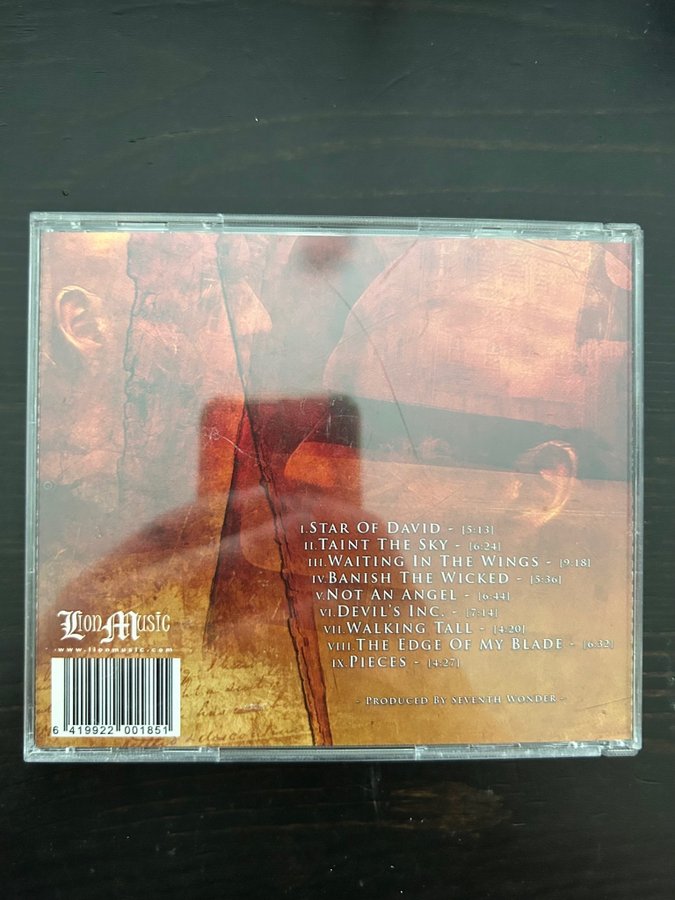 I.STAR OF DAVID - [5:13]
II.TAINT THE SKY - [6:24]
III.WAITING IN THE WINGS - [9:18]
IV.BANISH THE WICKED - [5:36]
V.NOT AN ANGEL - [6:44]
VI.DEVIL'S INC. - [7:14]
VII.WALKING TALL - [4:20]
VIII.THE EDGE OF MY BLADE - [6:32]
IX.PIECES - [4:27]
- PRODUCED BY SEVENTH WONDER -
Lion Music
www.lionmusic.com
6 419922 001851